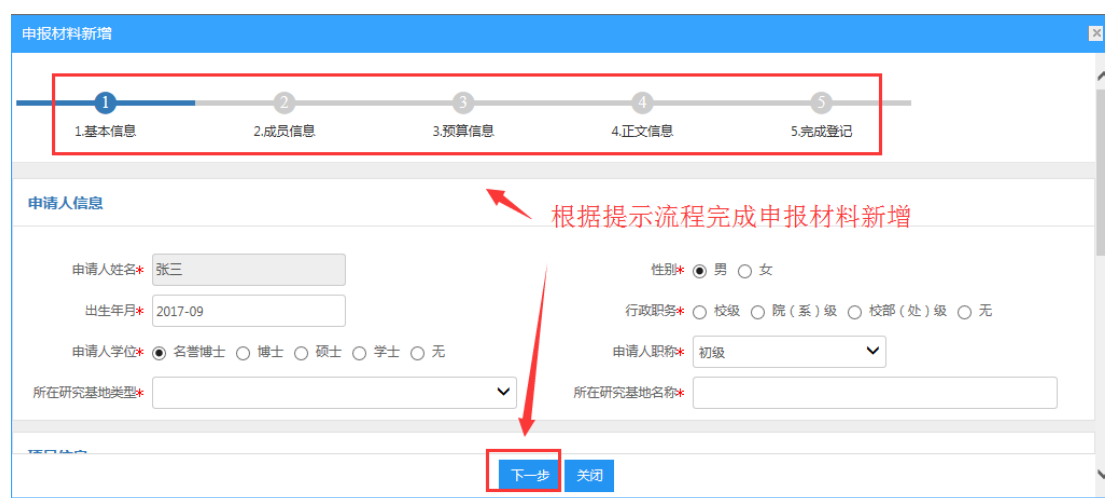 申报材料新增
1 2 3 4 5
1.基本信息 2.成员信息 3.预算信息 4.正文信息 5.完成登记
申请人信息
根据提示流程完成申报材料新增
申请人姓名* 张三 性别* 男 女
出生年月* 2017-09 行政职务* 校级 院(系)级 校部(处)级 无
申请人学位* 名誉博士 博士 硕士 学士 无 申请人职称* 初级
所在研究基地类型* 所在研究基地名称*
下一步 关闭